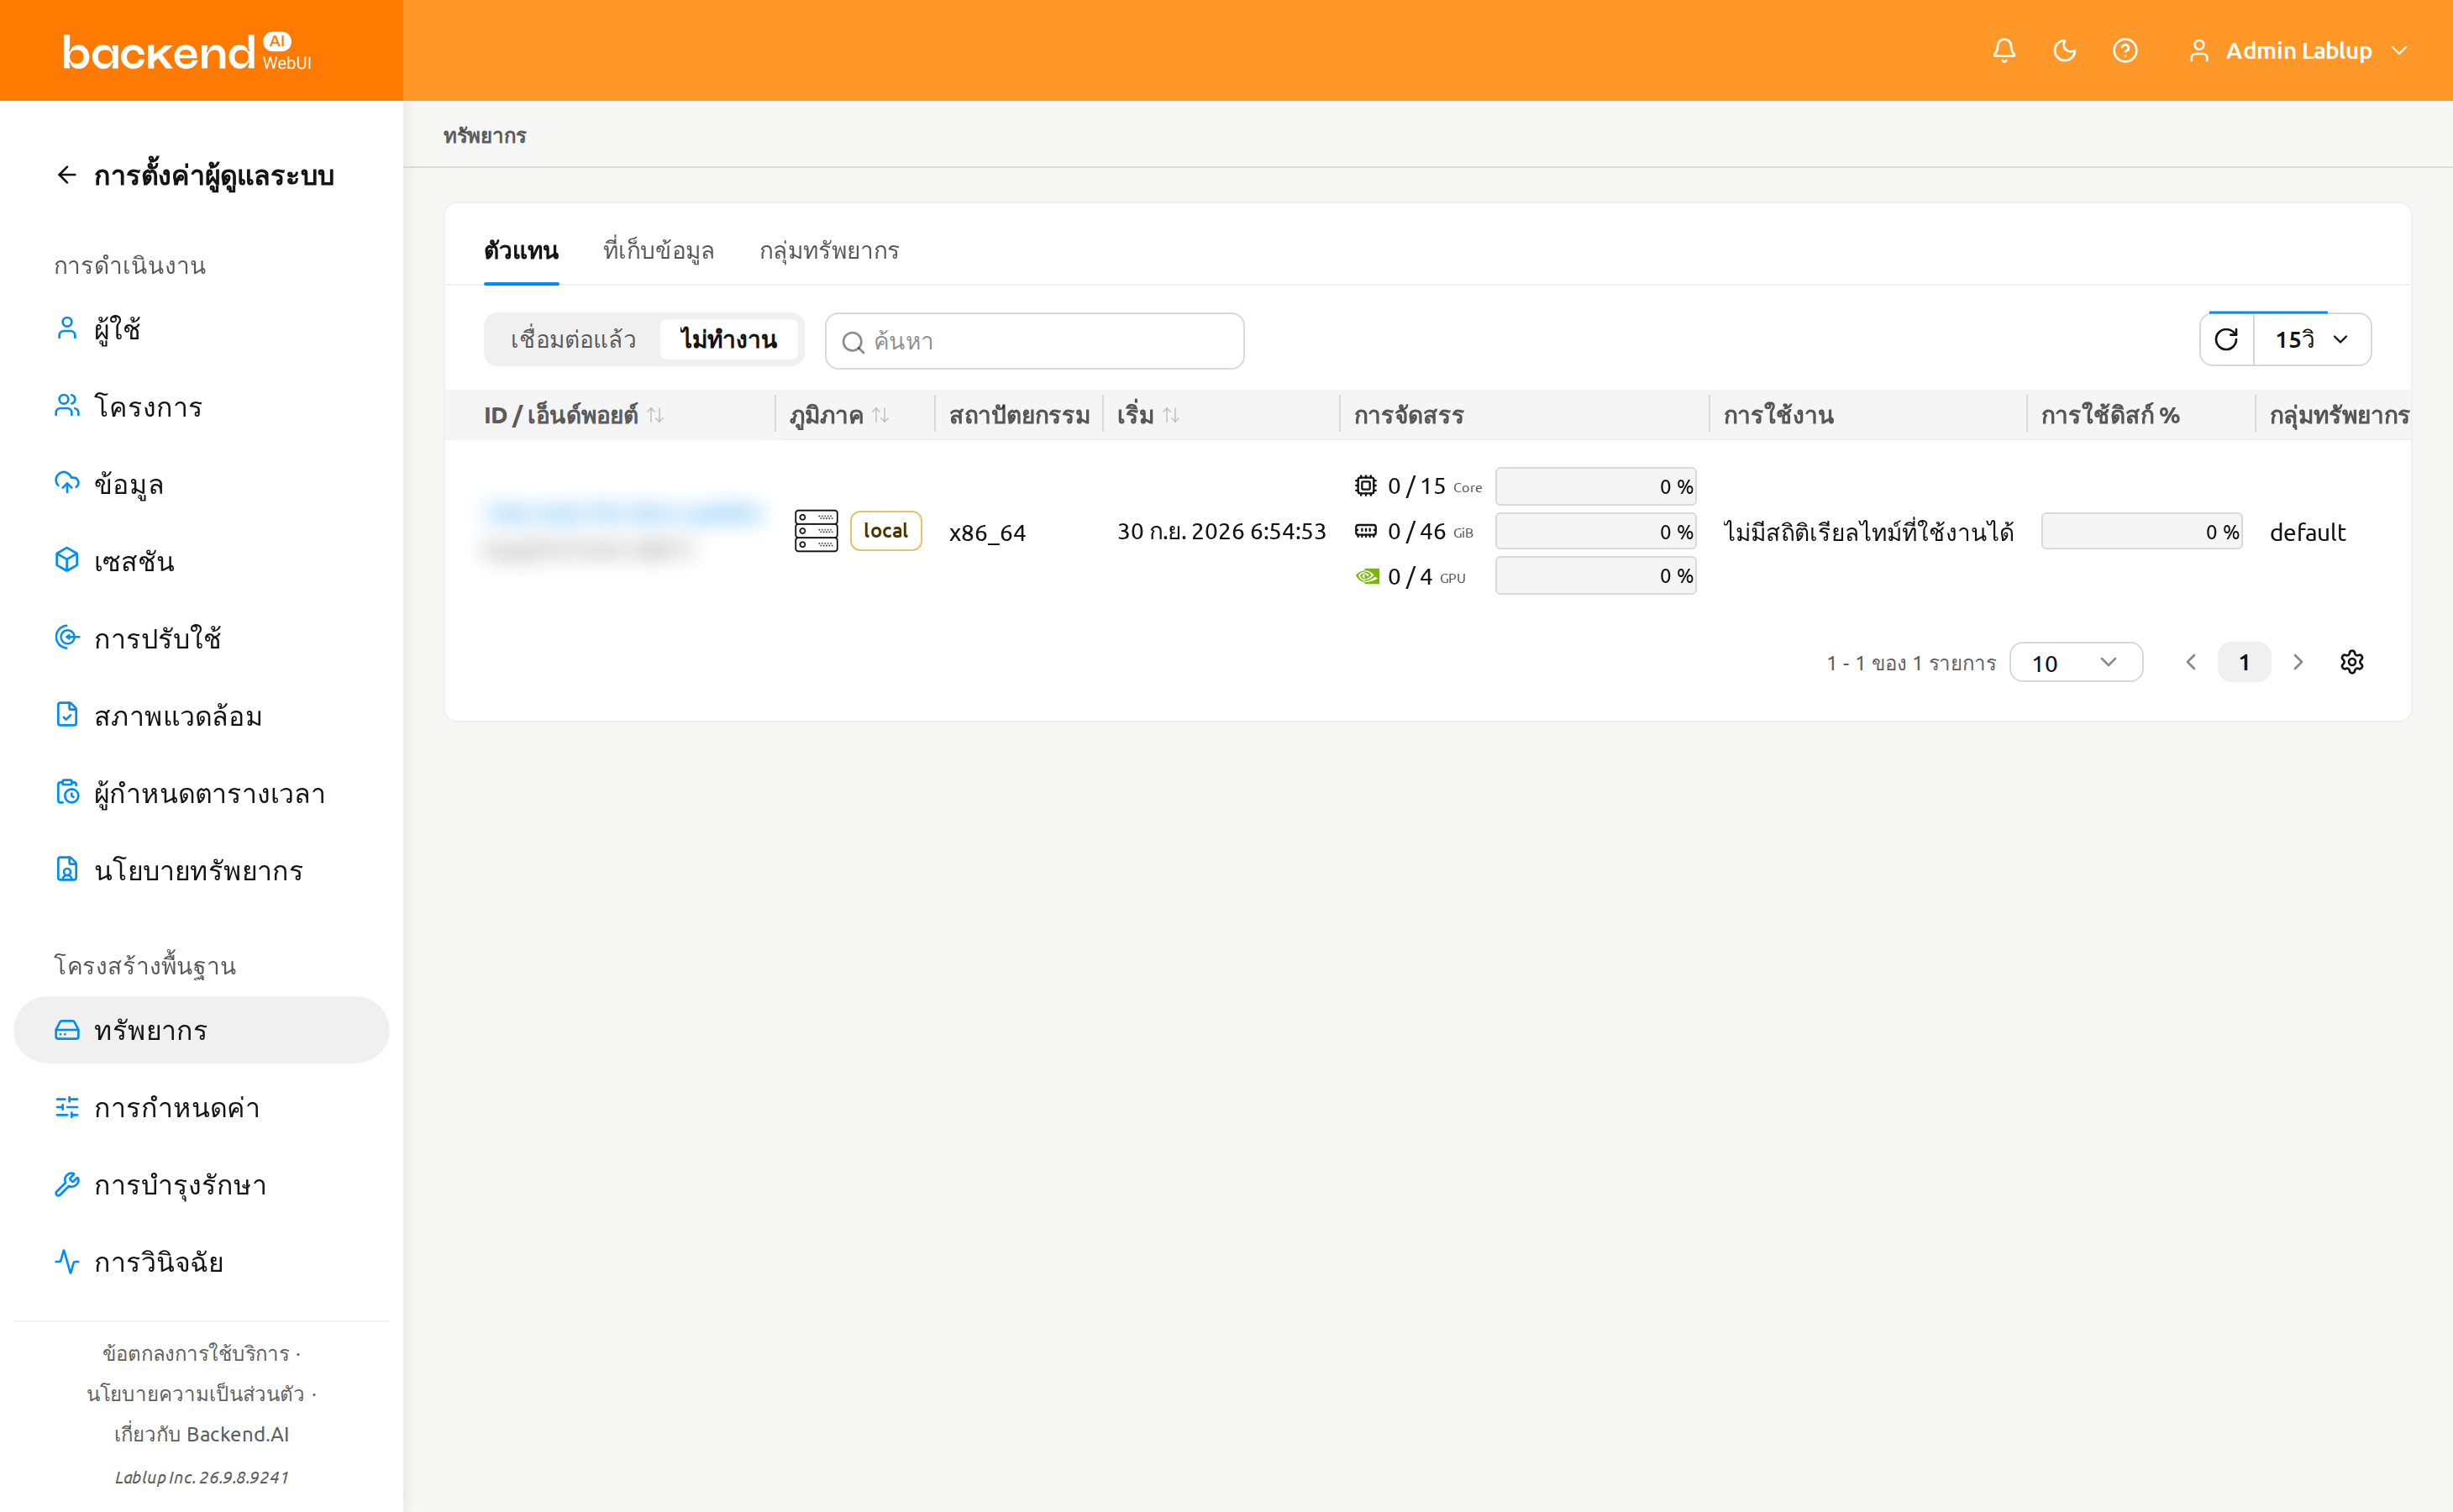 backend AI WebUI
Admin Lablup
การตั้งค่าผู้ดูแลระบบ
การดำเนินงาน
ผู้ใช้
โครงการ
ข้อมูล
เซสชัน
การปรับใช้
สภาพแวดล้อม
ผู้กำหนดตารางเวลา
นโยบายทรัพยากร
โครงสร้างพื้นฐาน
ทรัพยากร
การกำหนดค่า
การบำรุงรักษา
การวินิจฉัย
ข้อตกลงการใช้บริการ ·
นโยบายความเป็นส่วนตัว ·
เกี่ยวกับ Backend.AI
Lablup Inc. 26.9.8.9241
ทรัพยากร
ตัวแทน ที่เก็บข้อมูล กลุ่มทรัพยากร
เชื่อมต่อแล้ว ไม่ทำงาน ค้นหา 15วิ
ID / เอ็นด์พอยต์ ภูมิภาค สถาปัตยกรรม เริ่ม การจัดสรร การใช้งาน การใช้ดิสก์ % กลุ่มทรัพยากร
0 / 15 Core 0 %
local x86_64 30 ก.ย. 2026 6:54:53 0 / 46 GiB 0 % ไม่มีสถิติเรียลไทม์ที่ใช้งานได้ 0 % default
0 / 4 GPU 0 %
1 - 1 ของ 1 รายการ 10 1